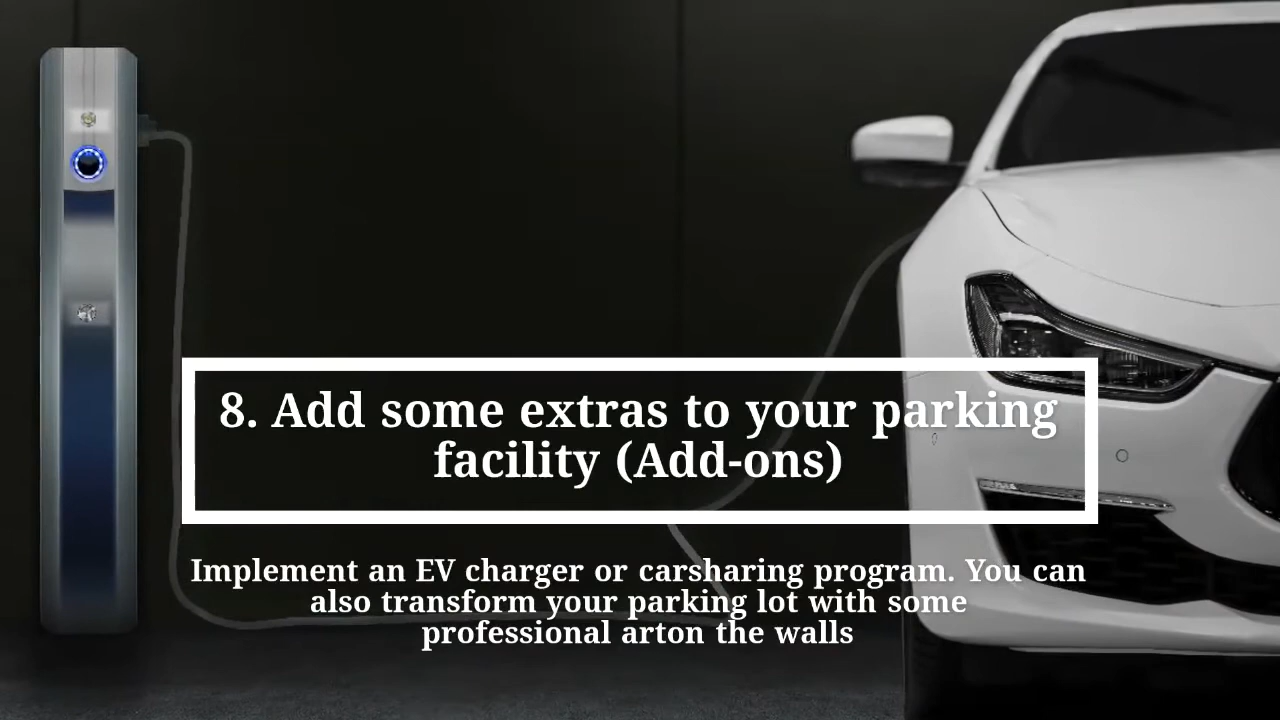 8. Add some extras to your parking
facility (Add-ons)
Implement an EV charger or carsharing program. You can
also transform your parking lot with some
professional arton the walls